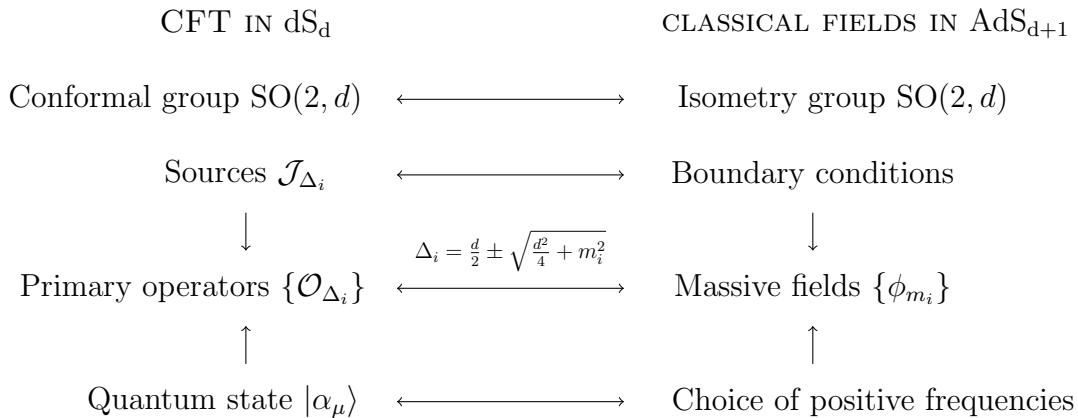 CFT IN dS_d CLASSICAL FIELDS IN AdS_{d+1}
Conformal group SO(2, d) ⟷ Isometry group SO(2, d)
Sources 𝒥_{Δ_i} ⟷ Boundary conditions
↓ ↓
Δ_i = d/2 ± √(d²/4 + m_i²)
Primary operators {𝒪_{Δ_i}} ⟷ Massive fields {ϕ_{m_i}}
↑ ↑
Quantum state |α_μ⟩ ⟷ Choice of positive frequencies